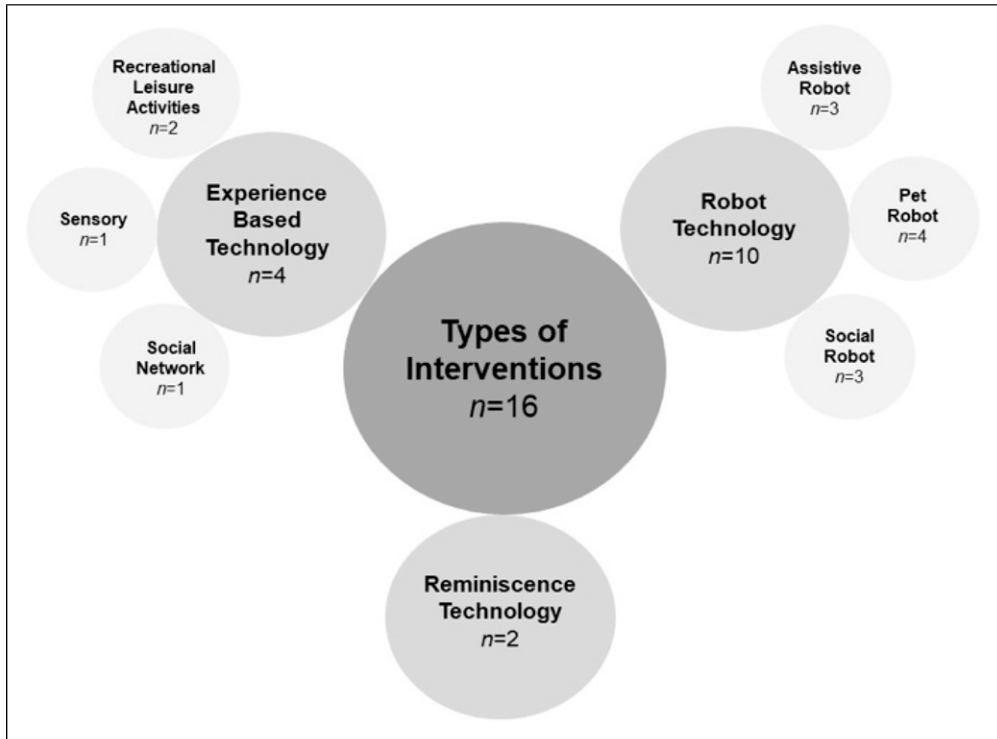 Recreational
Leisure
Activities
n=2
Sensory
n=1
Social
Network
n=1
Experience
Based
Technology
n=4
Types of
Interventions
n=16
Robot
Technology
n=10
Assistive
Robot
n=3
Pet
Robot
n=4
Social
Robot
n=3
Reminiscence
Technology
n=2